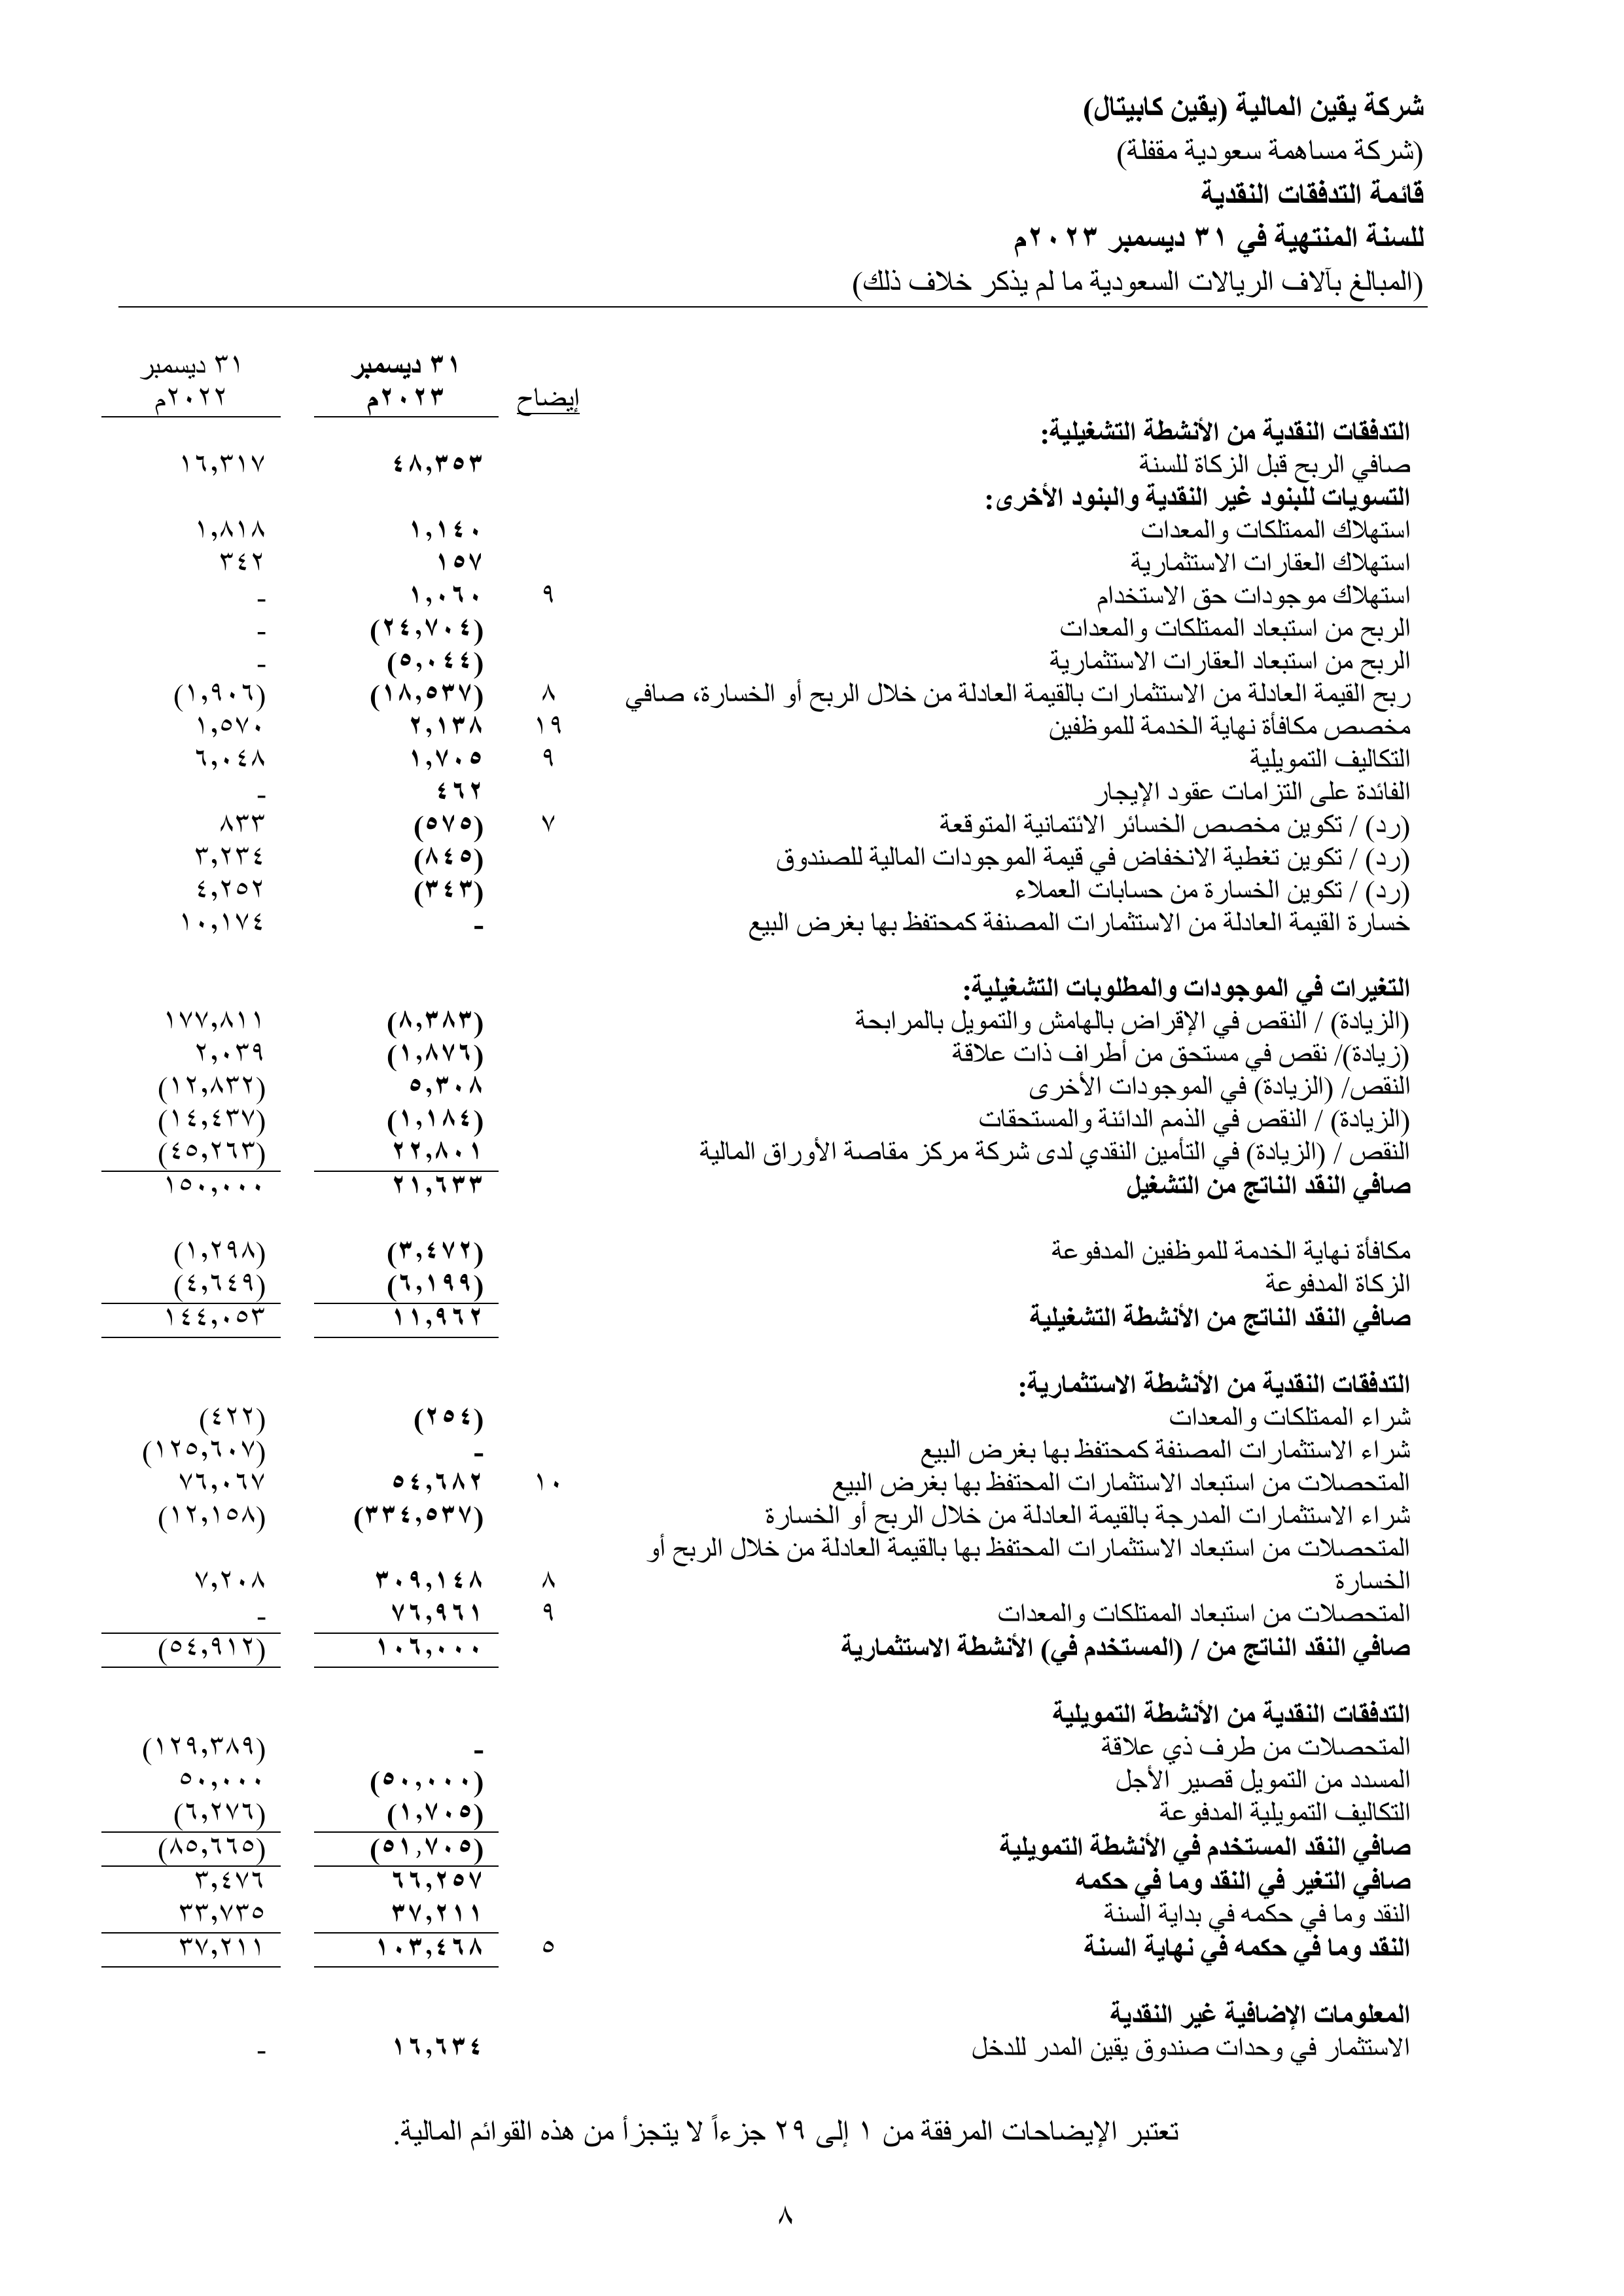 شركة يقين المالية (يقين كابيتال)
(شركة مساهمة سعودية مقفلة)
قائمة التدفقات النقدية
للسنة المنتهية في ٣١ ديسمبر ٢٠٢٣م
(المبالغ بآلاف الريالات السعودية ما لم يذكر خلاف ذلك)
٣١ ديسمبر ٣١ ديسمبر
إيضاح ٢٠٢٣م ٢٠٢٢م
التدفقات النقدية من الأنشطة التشغيلية:
صافي الربح قبل الزكاة للسنة ٤٨,٣٥٣ ١٦,٣١٧
التسويات للبنود غير النقدية والبنود الأخرى:
استهلاك الممتلكات والمعدات ١,١٤٠ ١,٨١٨
استهلاك العقارات الاستثمارية ١٥٧ ٣٤٢
استهلاك موجودات حق الاستخدام ٩ ١,٠٦٠ -
الربح من استبعاد الممتلكات والمعدات (٢٤,٧٠٤) -
الربح من استبعاد العقارات الاستثمارية (٥,٠٤٤) -
ربح القيمة العادلة من الاستثمارات بالقيمة العادلة من خلال الربح أو الخسارة، صافي ٨ (١٨,٥٣٧) (١,٩٠٦)
مخصص مكافأة نهاية الخدمة للموظفين ١٩ ٢,١٣٨ ١,٥٧٠
التكاليف التمويلية ٩ ١,٧٠٥ ٦,٠٤٨
الفائدة على التزامات عقود الإيجار ٤٦٢ -
(رد) / تكوين مخصص الخسائر الائتمانية المتوقعة ٧ (٥٧٥) ٨٣٣
(رد) / تكوين تغطية الانخفاض في قيمة الموجودات المالية للصندوق (٨٤٥) ٣,٢٣٤
(رد) / تكوين الخسارة من حسابات العملاء (٣٤٣) ٤,٢٥٢
خسارة القيمة العادلة من الاستثمارات المصنفة كمحتفظ بها بغرض البيع - ١٠,١٧٤
التغيرات في الموجودات والمطلوبات التشغيلية:
(الزيادة) / النقص في الإقراض بالهامش والتمويل بالمرابحة (٨,٣٨٣) ١٧٧,٨١١
(زيادة)/ نقص في مستحق من أطراف ذات علاقة (١,٨٧٦) ٢,٠٣٩
النقص/ (الزيادة) في الموجودات الأخرى ٥,٣٠٨ (١٢,٨٣٢)
(الزيادة) / النقص في الذمم الدائنة والمستحقات (١,١٨٤) (١٤,٤٣٧)
النقص / (الزيادة) في التأمين النقدي لدى شركة مركز مقاصة الأوراق المالية ٢٢,٨٠١ (٤٥,٢٦٣)
صافي النقد الناتج من التشغيل ٢١,٦٣٣ ١٥٠,٠٠٠
مكافأة نهاية الخدمة للموظفين المدفوعة (٣,٤٧٢) (١,٢٩٨)
الزكاة المدفوعة (٦,١٩٩) (٤,٦٤٩)
صافي النقد الناتج من الأنشطة التشغيلية ١١,٩٦٢ ١٤٤,٠٥٣
التدفقات النقدية من الأنشطة الاستثمارية:
شراء الممتلكات والمعدات (٢٥٤) (٤٢٢)
شراء الاستثمارات المصنفة كمحتفظ بها بغرض البيع - (١٢٥,٦٠٧)
المتحصلات من استبعاد الاستثمارات المحتفظ بها بغرض البيع ١٠ ٥٤,٦٨٢ ٧٦,٠٦٧
شراء الاستثمارات المدرجة بالقيمة العادلة من خلال الربح أو الخسارة (٣٣٤,٥٣٧) (١٢,١٥٨)
المتحصلات من استبعاد الاستثمارات المحتفظ بها بالقيمة العادلة من خلال الربح أو
الخسارة ٨ ٣٠٩,١٤٨ ٧,٢٠٨
المتحصلات من استبعاد الممتلكات والمعدات ٩ ٧٦,٩٦١ -
صافي النقد الناتج من / (المستخدم في) الأنشطة الاستثمارية ١٠٦,٠٠٠ (٥٤,٩١٢)
التدفقات النقدية من الأنشطة التمويلية
المتحصلات من طرف ذي علاقة - (١٢٩,٣٨٩)
المسدد من التمويل قصير الأجل (٥٠,٠٠٠) ٥٠,٠٠٠
التكاليف التمويلية المدفوعة (١,٧٠٥) (٦,٢٧٦)
صافي النقد المستخدم في الأنشطة التمويلية (٥١,٧٠٥) (٨٥,٦٦٥)
صافي التغير في النقد وما في حكمه ٦٦,٢٥٧ ٣,٤٧٦
النقد وما في حكمه في بداية السنة ٣٧,٢١١ ٣٣,٧٣٥
النقد وما في حكمه في نهاية السنة ٥ ١٠٣,٤٦٨ ٣٧,٢١١
المعلومات الإضافية غير النقدية
الاستثمار في وحدات صندوق يقين المدر للدخل ١٦,٦٣٤ -
تعتبر الإيضاحات المرفقة من ١ إلى ٢٩ جزءاً لا يتجزأ من هذه القوائم المالية.
٨